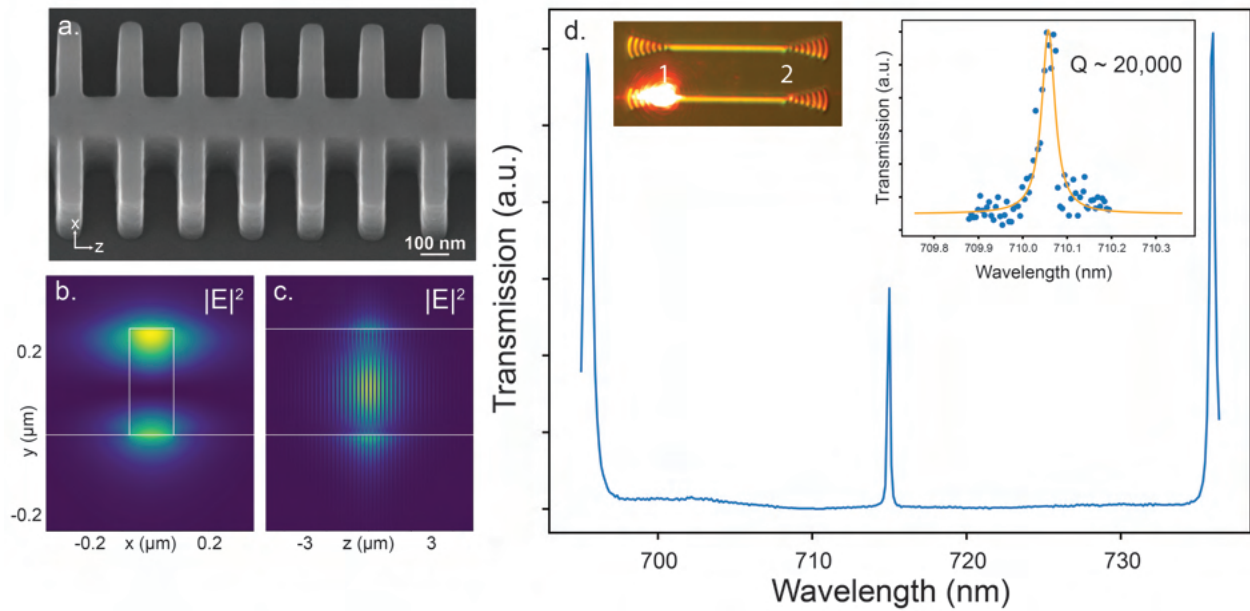 a.
x
z
100 nm
b.
|E|²
c.
|E|²
y (µm)
0.2
-0.2
-0.2
x (µm)
0.2
-3
z (µm)
3
d.
1
2
Transmission (a.u.)
700
710
720
730
Wavelength (nm)
Q ~ 20,000
Transmission (a.u.)
709.8
709.9
710.0
710.1
710.2
710.3
Wavelength (nm)